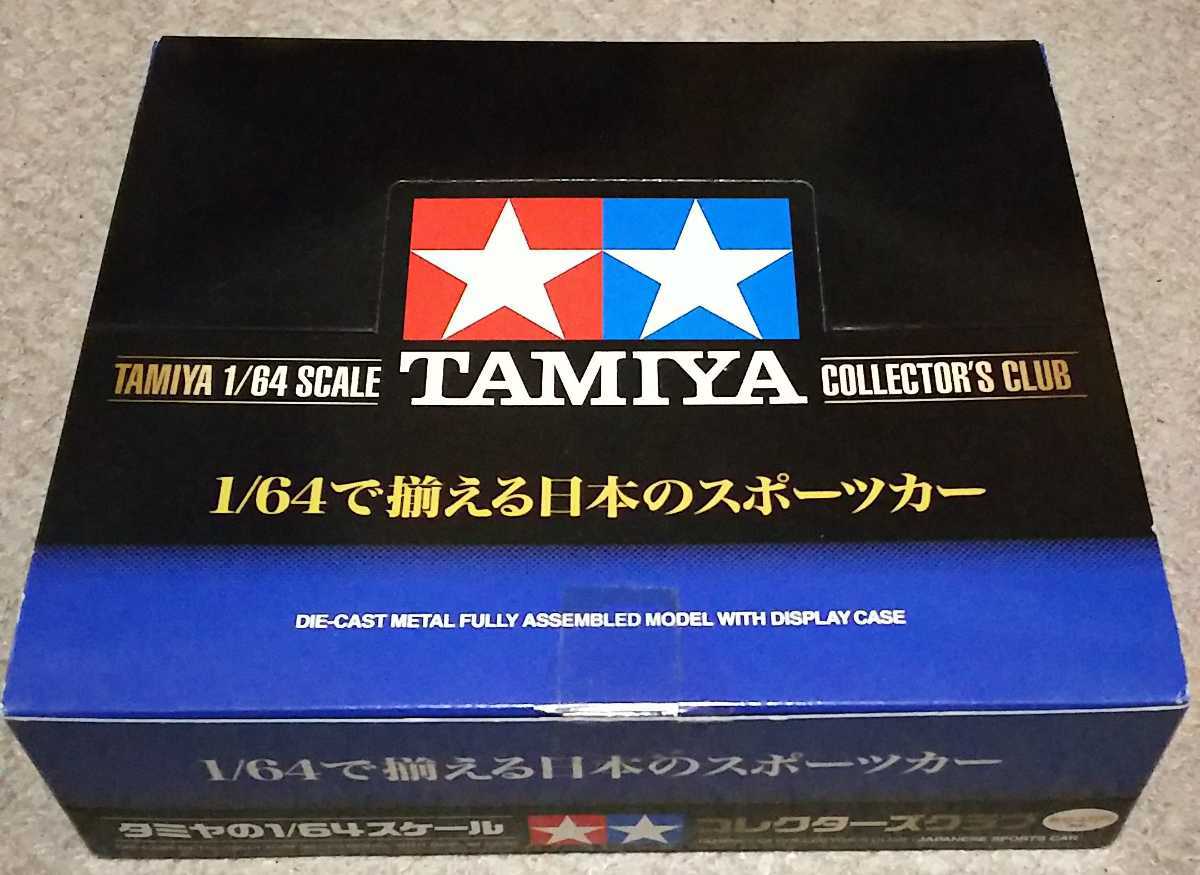 TAMIYA
TAMIYA 1/64 SCALE
COLLECTOR'S CLUB
1/64で揃える日本のスポーツカー
DIE-CAST METAL FULLY ASSEMBLED MODEL WITH DISPLAY CASE
1/64で揃える日本のスポーツカー
タミヤの1/64スケール
コレクターズクラブ
JAPANESE SPORTS CAR